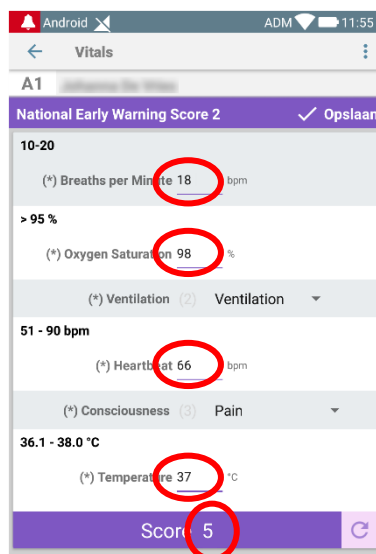 Android ADM 11:55
Vitals
A1
National Early Warning Score 2 Opslaan
10-20
(*) Breaths per Minute 18 bpm
> 95 %
(*) Oxygen Saturation 98 %
(*) Ventilation (2) Ventilation
51 - 90 bpm
(*) Heartbeat 66 bpm
(*) Consciousness (3) Pain
36.1 - 38.0 °C
(*) Temperature 37 °C
Score 5